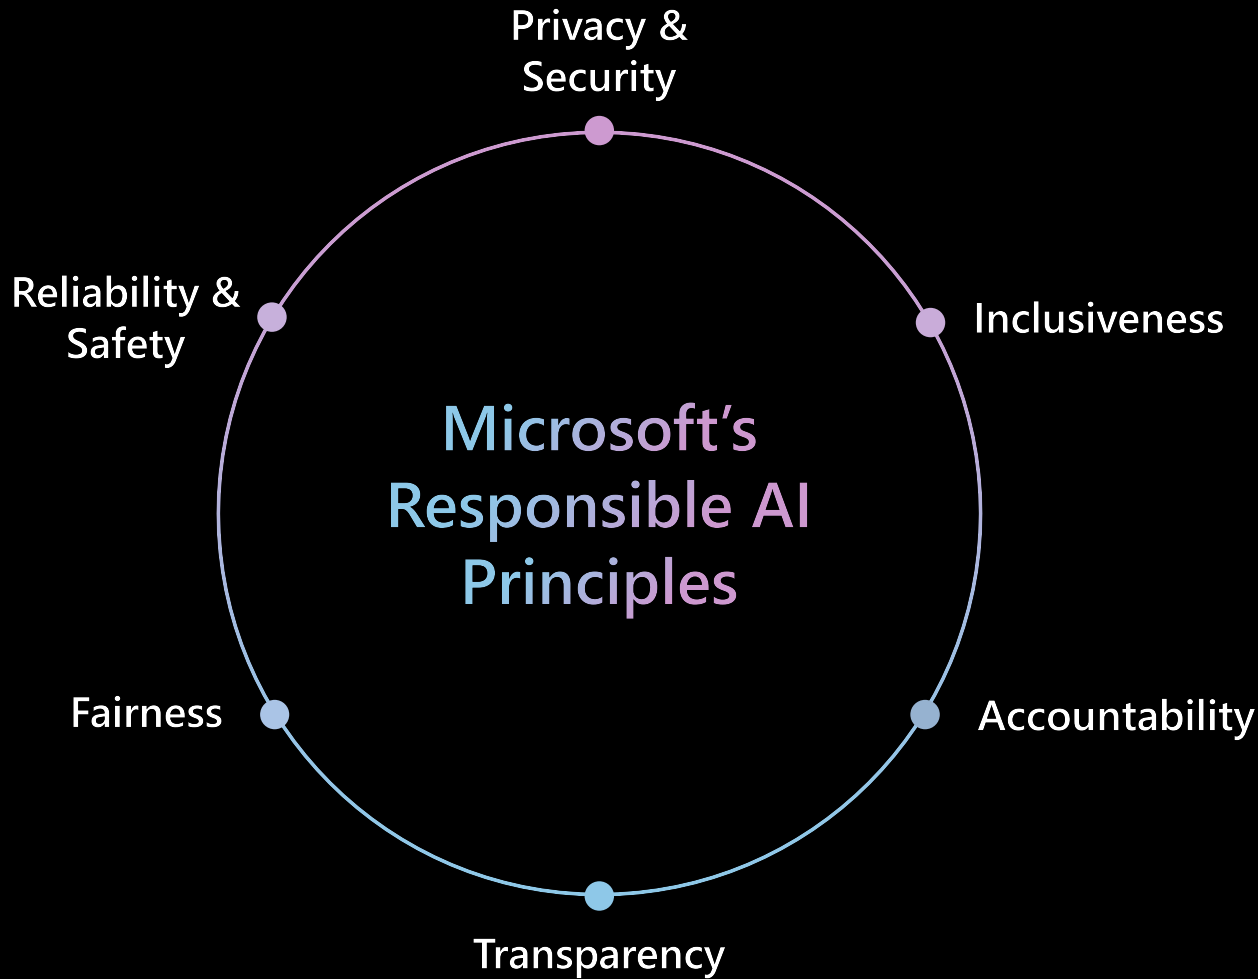 Privacy &
Security
Reliability &
Safety
Inclusiveness
Microsoft’s
Responsible AI
Principles
Fairness
Accountability
Transparency